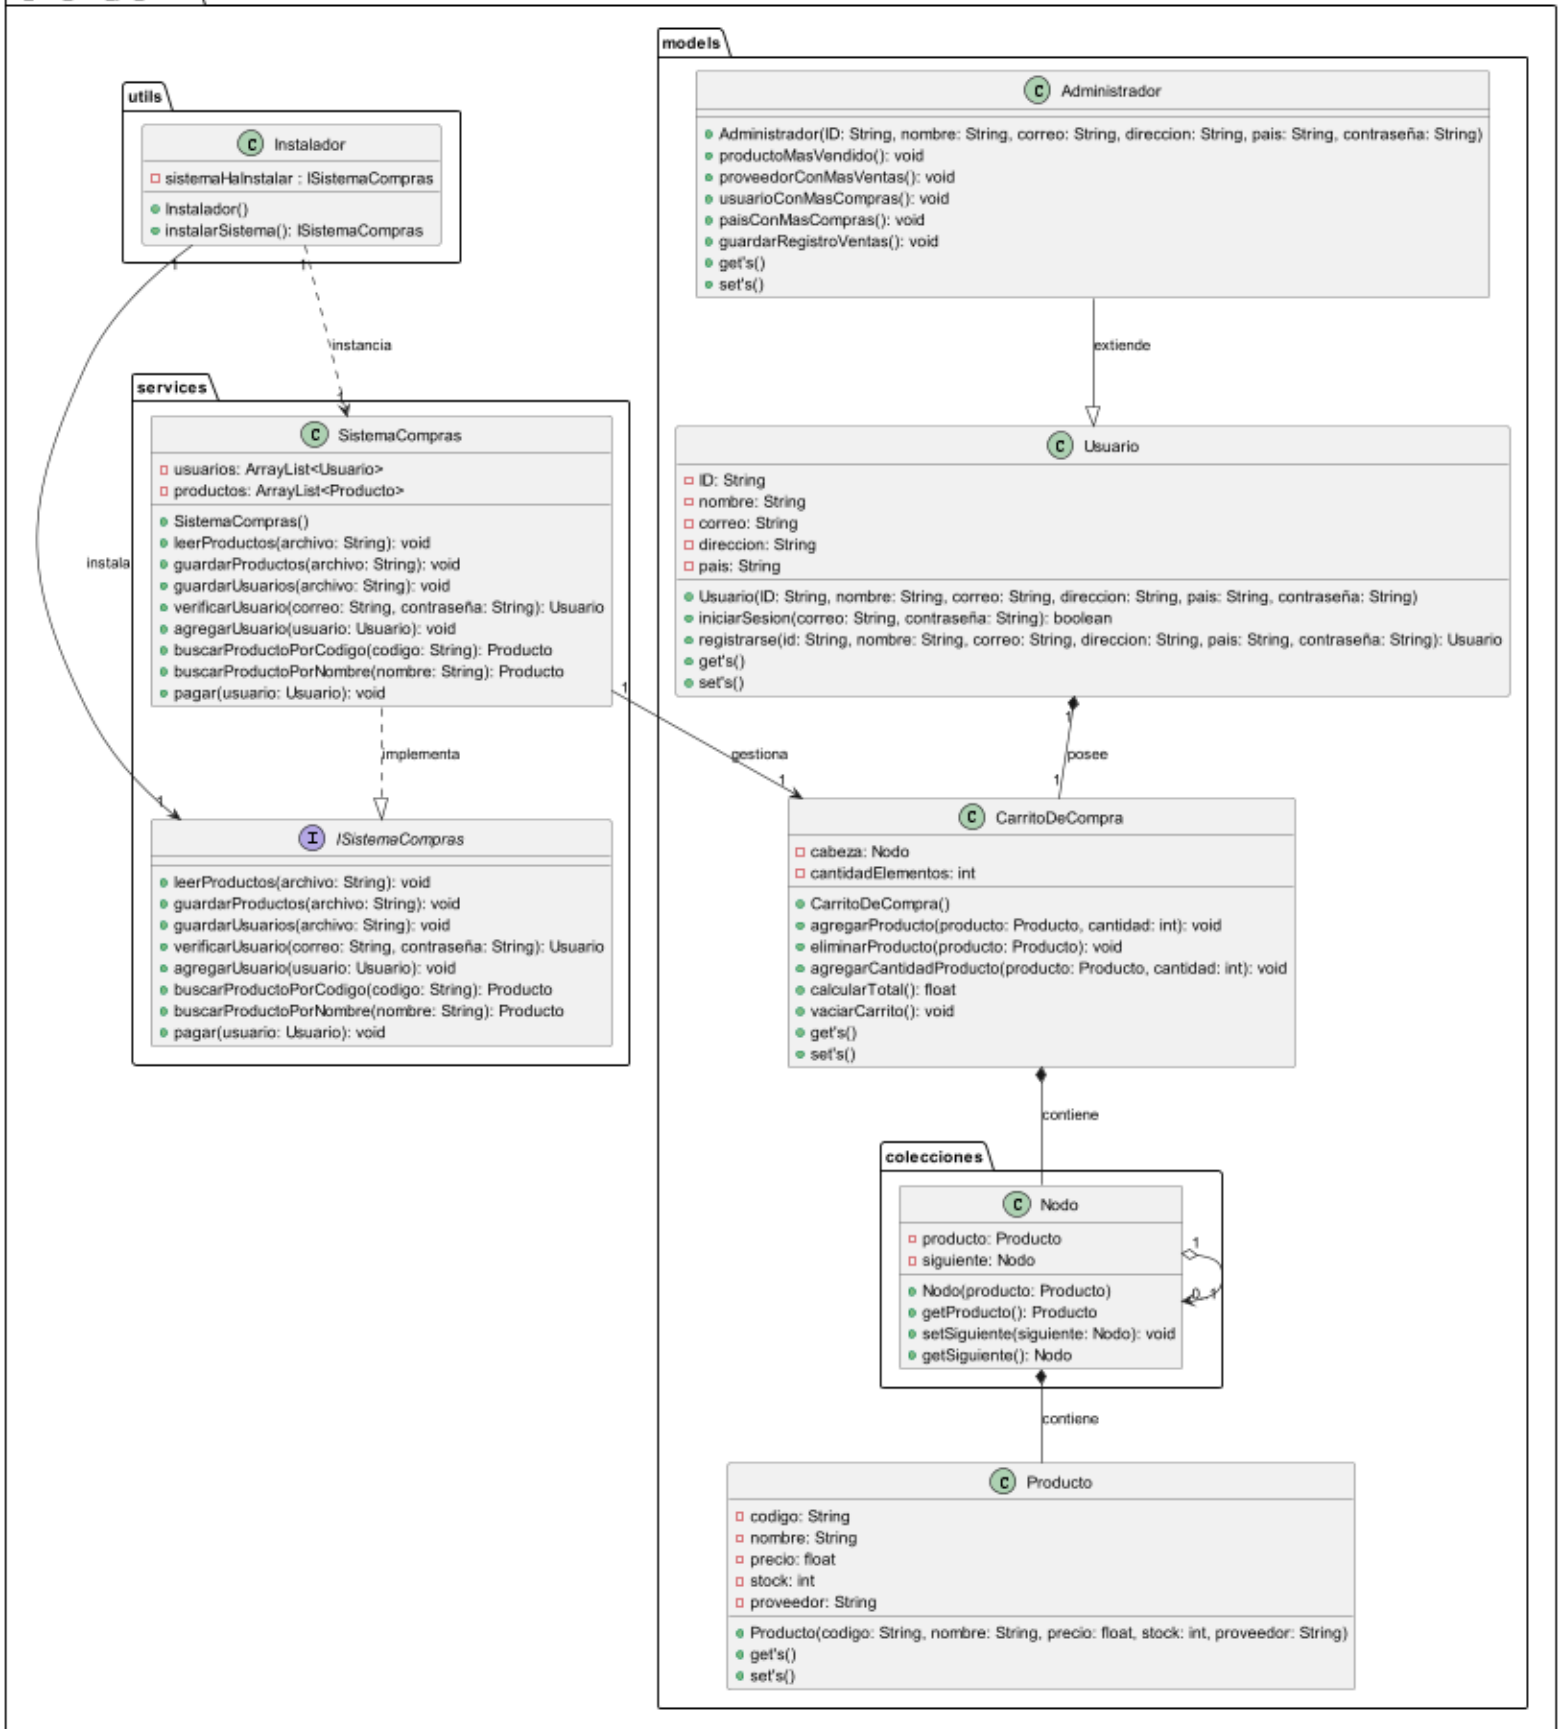 utils
C Instalador
sistemaHaInstalar : ISistemaCompras
Instalador()
instalarSistema(): ISistemaCompras
1
1
instancia
1
instala
1
services
C SistemaCompras
usuarios: ArrayList<Usuario>
productos: ArrayList<Producto>
SistemaCompras()
leerProductos(archivo: String): void
guardarProductos(archivo: String): void
guardarUsuarios(archivo: String): void
verificarUsuario(correo: String, contraseña: String): Usuario
agregarUsuario(usuario: Usuario): void
buscarProductoPorCodigo(codigo: String): Producto
buscarProductoPorNombre(nombre: String): Producto
pagar(usuario: Usuario): void
implementa
I ISistemaCompras
leerProductos(archivo: String): void
guardarProductos(archivo: String): void
guardarUsuarios(archivo: String): void
verificarUsuario(correo: String, contraseña: String): Usuario
agregarUsuario(usuario: Usuario): void
buscarProductoPorCodigo(codigo: String): Producto
buscarProductoPorNombre(nombre: String): Producto
pagar(usuario: Usuario): void
1
gestiona
1
models
C Administrador
Administrador(ID: String, nombre: String, correo: String, direccion: String, pais: String, contraseña: String)
productoMasVendido(): void
proveedorConMasVentas(): void
usuarioConMasCompras(): void
paisConMasCompras(): void
guardarRegistroVentas(): void
get's()
set's()
extiende
C Usuario
ID: String
nombre: String
correo: String
direccion: String
pais: String
Usuario(ID: String, nombre: String, correo: String, direccion: String, pais: String, contraseña: String)
iniciarSesion(correo: String, contraseña: String): boolean
registrarse(id: String, nombre: String, correo: String, direccion: String, pais: String, contraseña: String): Usuario
get's()
set's()
1
posee
1
C CarritoDeCompra
cabeza: Nodo
cantidadElementos: int
CarritoDeCompra()
agregarProducto(producto: Producto, cantidad: int): void
eliminarProducto(producto: Producto): void
agregarCantidadProducto(producto: Producto, cantidad: int): void
calcularTotal(): float
vaciarCarrito(): void
get's()
set's()
contiene
colecciones
C Nodo
producto: Producto
siguiente: Nodo
Nodo(producto: Producto)
getProducto(): Producto
setSiguiente(siguiente: Nodo): void
getSiguiente(): Nodo
1
0..1
contiene
C Producto
codigo: String
nombre: String
precio: float
stock: int
proveedor: String
Producto(codigo: String, nombre: String, precio: float, stock: int, proveedor: String)
get's()
set's()